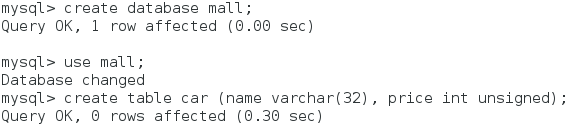 mysql> create database mall;
Query OK, 1 row affected (0.00 sec)
mysql> use mall;
Database changed
mysql> create table car (name varchar(32), price int unsigned);
Query OK, 0 rows affected (0.30 sec)